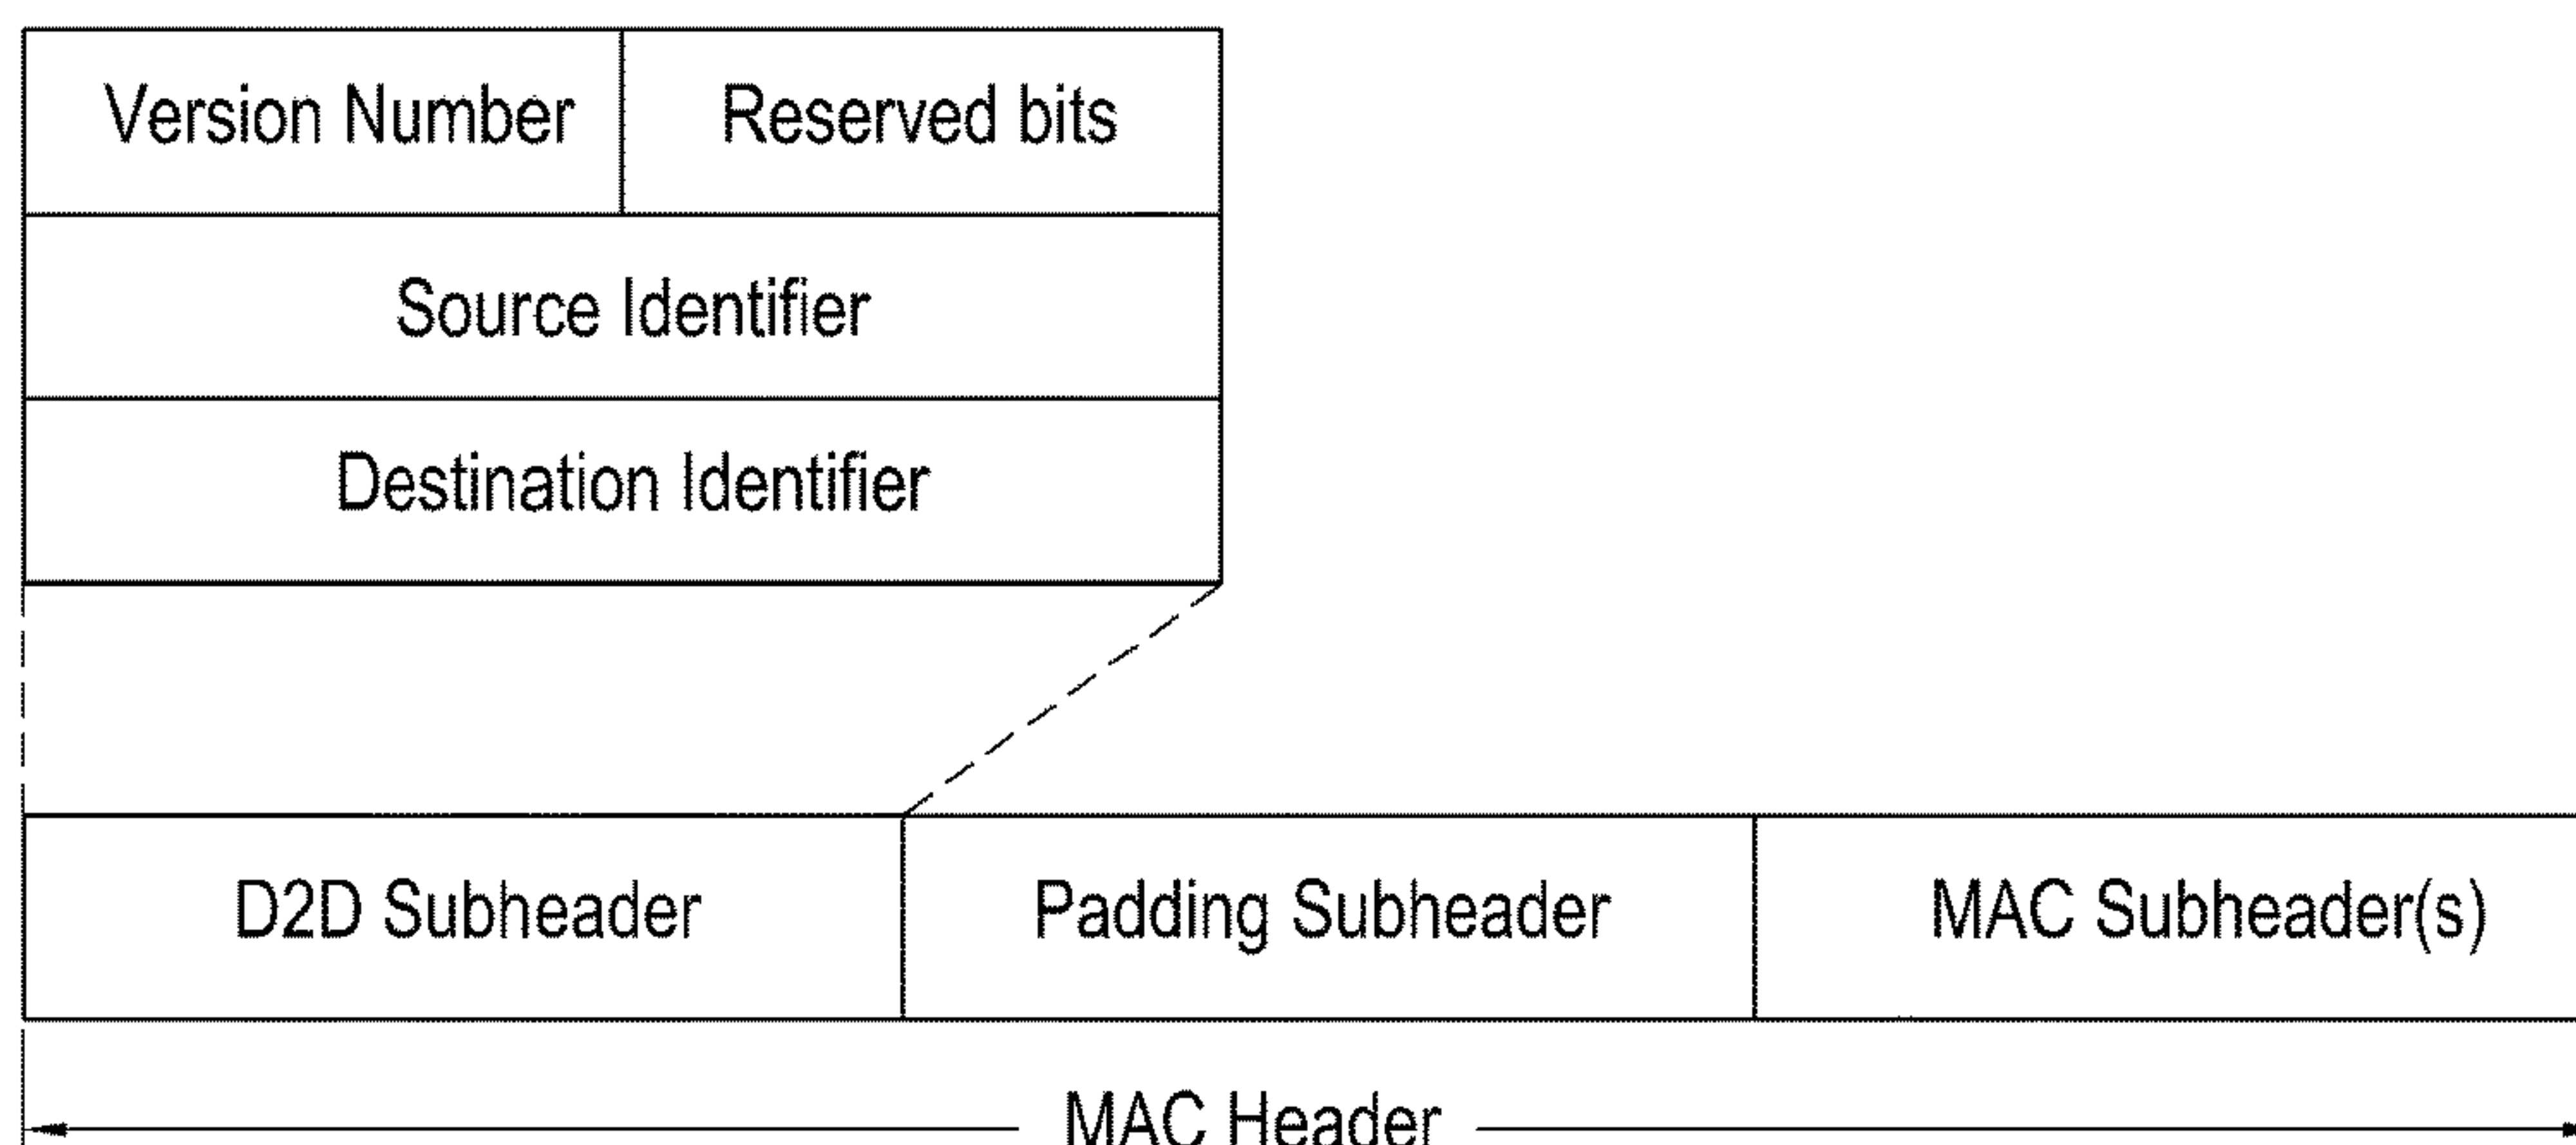 Version Number Reserved bits
Source Identifier
Destination Identifier
D2D Subheader Padding Subheader MAC Subheader(s)
MAC Header